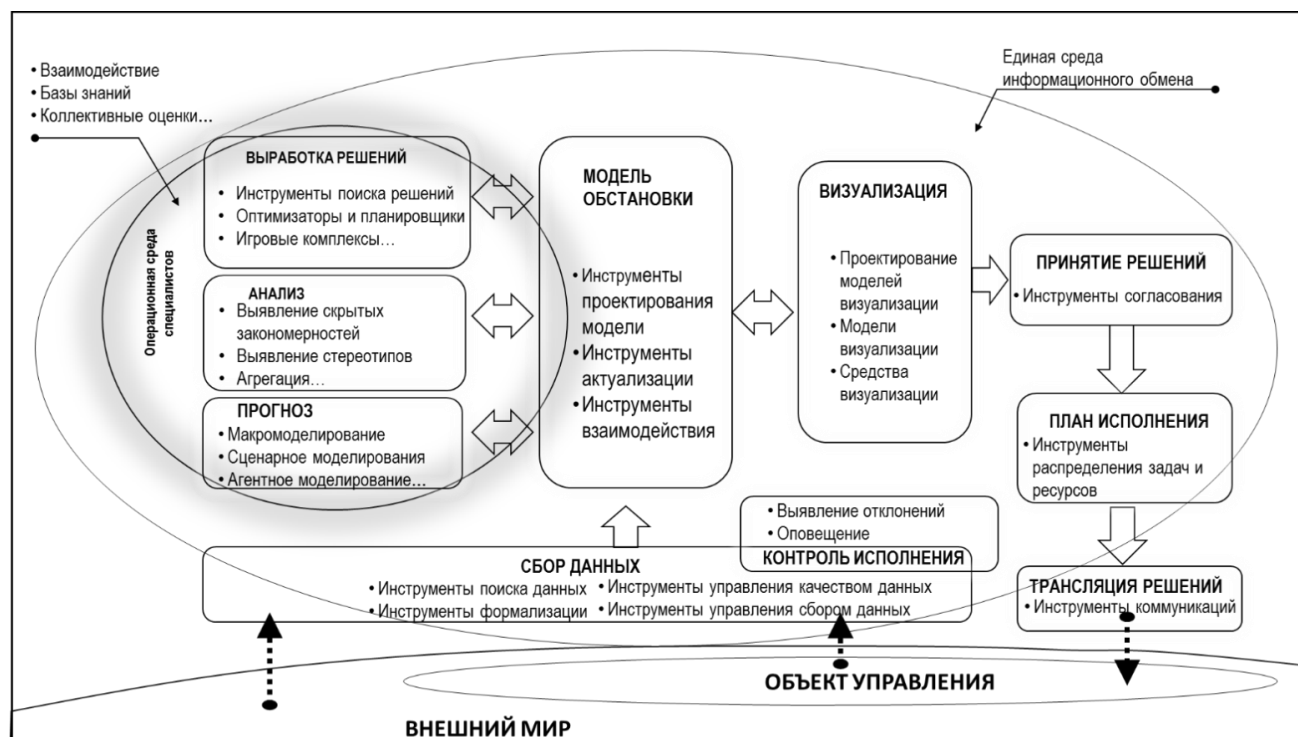 • Взаимодействие
• Базы знаний
• Коллективные оценки…
Единая среда
информационного обмена
Операционная среда
специалистов
ВЫРАБОТКА РЕШЕНИЙ
• Инструменты поиска решений
• Оптимизаторы и планировщики
• Игровые комплексы…
АНАЛИЗ
• Выявление скрытых
закономерностей
• Выявление стереотипов
• Агрегация…
ПРОГНОЗ
• Макромоделирование
• Сценарное моделирования
• Агентное моделирование…
МОДЕЛЬ
ОБСТАНОВКИ
• Инструменты
проектирования
модели
• Инструменты
актуализации
• Инструменты
взаимодействия
ВИЗУАЛИЗАЦИЯ
• Проектирование
моделей
визуализации
• Модели
визуализации
• Средства
визуализации
ПРИНЯТИЕ РЕШЕНИЙ
• Инструменты согласования
ПЛАН ИСПОЛНЕНИЯ
• Инструменты
распределения задач и
ресурсов
ТРАНСЛЯЦИЯ РЕШЕНИЙ
• Инструменты коммуникаций
• Выявление отклонений
• Оповещение
КОНТРОЛЬ ИСПОЛНЕНИЯ
СБОР ДАННЫХ
• Инструменты поиска данных • Инструменты управления качеством данных
• Инструменты формализации • Инструменты управления сбором данных
ОБЪЕКТ УПРАВЛЕНИЯ
ВНЕШНИЙ МИР